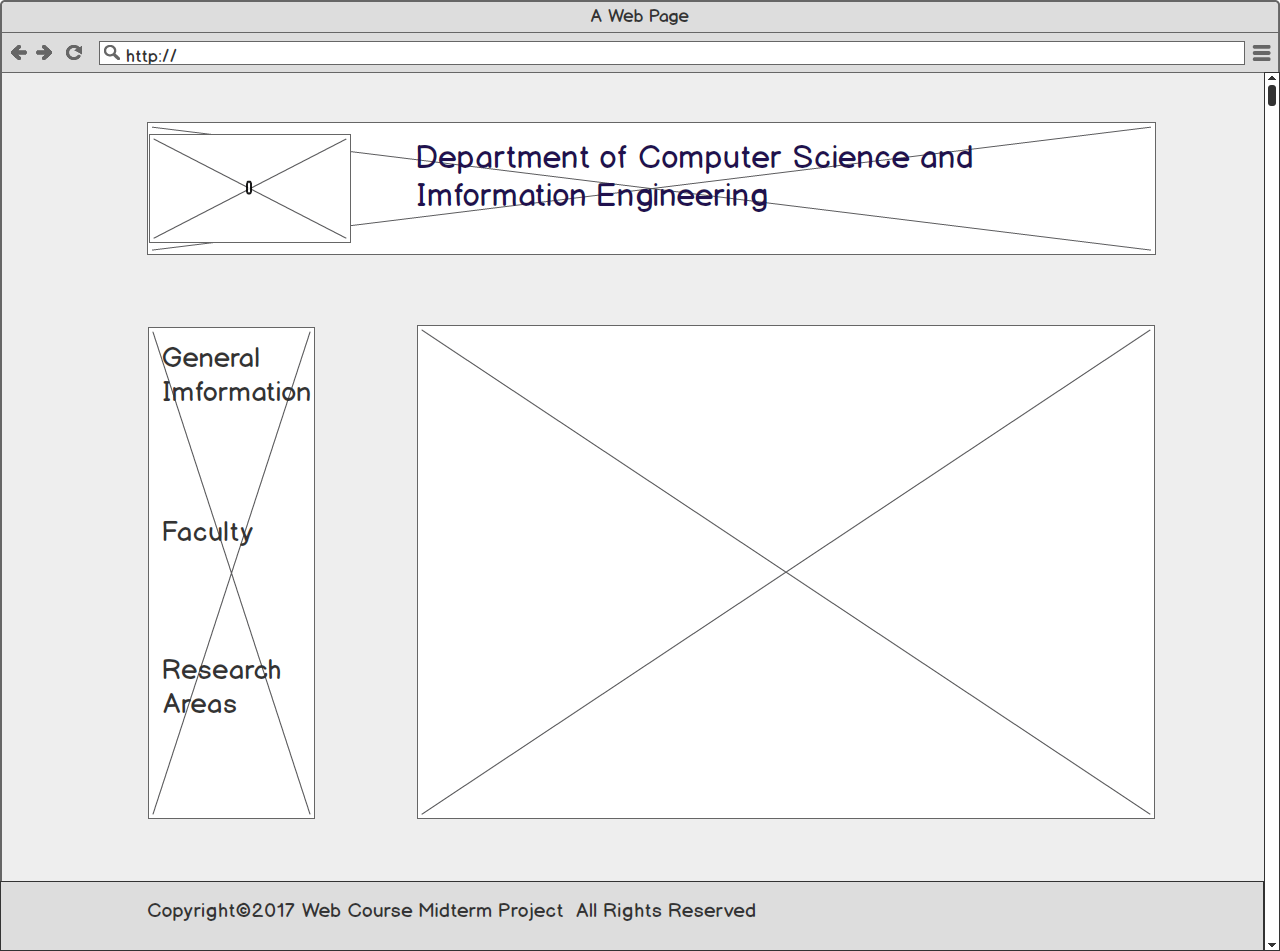 A Web Page
http://
0
Department of Computer Science and
Imformation Engineering
General
Imformation
Faculty
Research
Areas
Copyright©2017 Web Course Midterm Project  All Rights Reserved